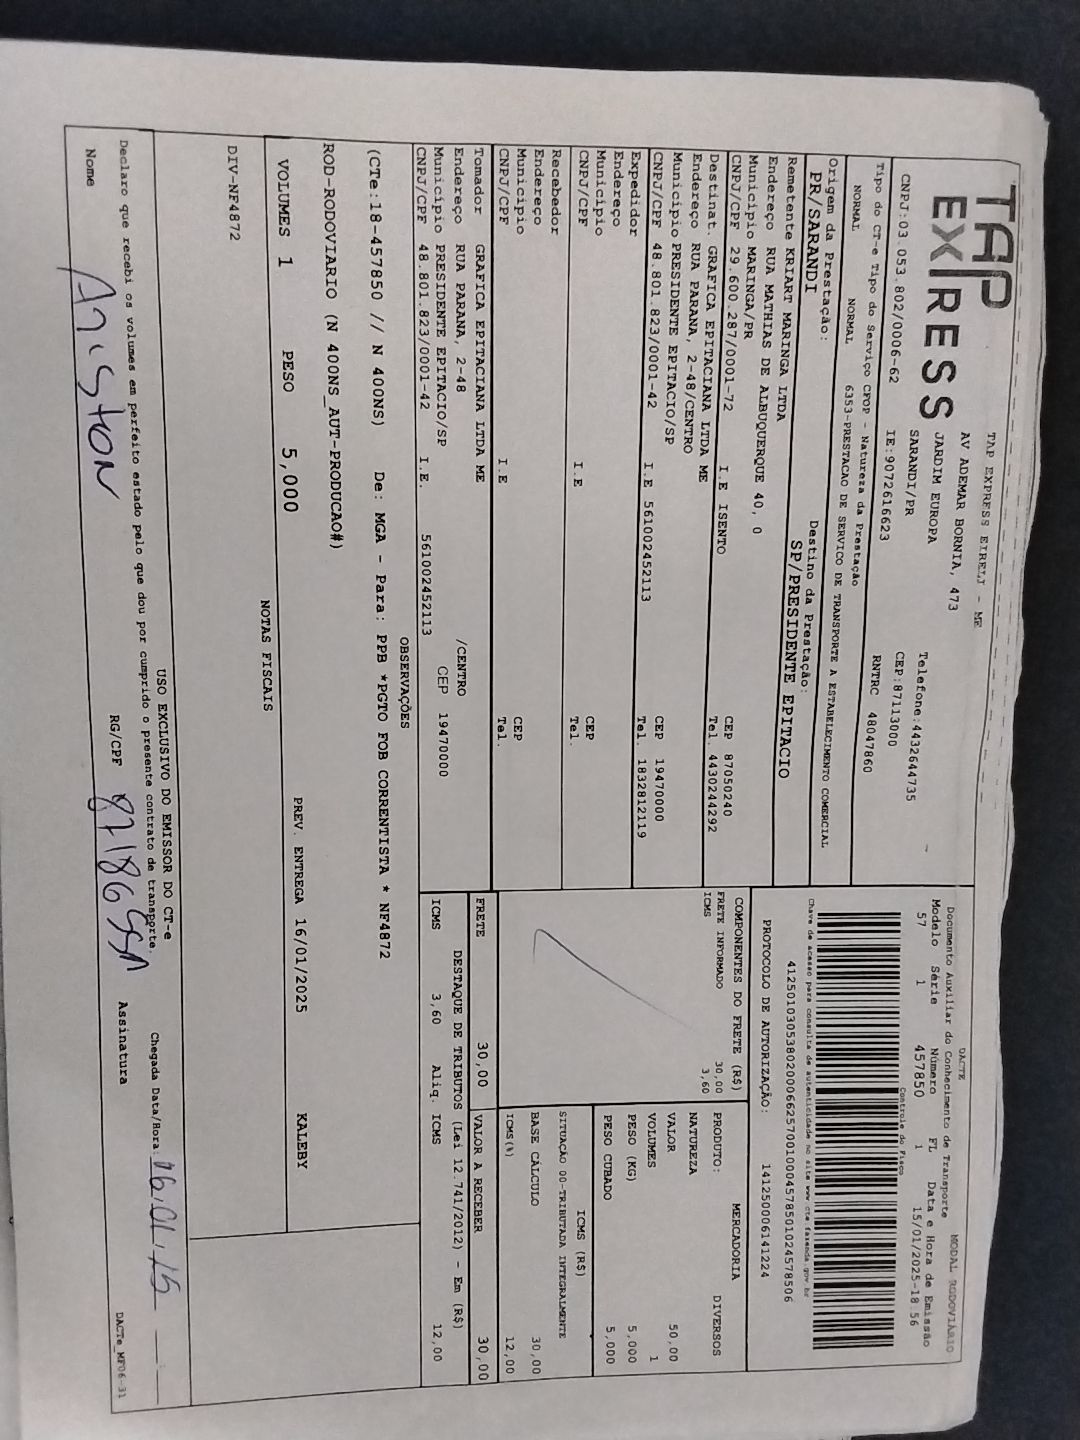 TAP EXPRESS
TAP EXPRESS EIRELI - ME
AV ADEMAR BORNIA, 473
JARDIM EUROPA Telefone:4432644735
SARANDI/PR CEP:87113000
CNPJ:03.053.802/0006-62 IE:9072616623 RNTRC 48047860
Tipo do CT-e Tipo do Serviço CFOP - Natureza da Prestação
NORMAL NORMAL 6353-PRESTACAO DE SERVICO DE TRANSPORTE A ESTABELECIMENTO COMERCIAL
Origem da Prestação: Destino da Prestação:
PR/SARANDI SP/PRESIDENTE EPITACIO
DACTE MODAL RODOVIÁRIO
Documento Auxiliar do Conhecimento de Transporte
Modelo Série Número FL Data e Hora de Emissão
57 1 457850 1 15/01/2025-18:56
Controle do Fisco
Chave de acesso para consulta de autenticidade no site www.cte.fazenda.gov.br
41250103053802000662570010004578501024578506
PROTOCOLO DE AUTORIZAÇÃO: 141250006141224
Remetente KRIART MARINGA LTDA
Endereço RUA MATHIAS DE ALBUQUERQUE 40, 0
Município MARINGA/PR CEP 87050240
CNPJ/CPF 29.600.287/0001-72 I.E ISENTO Tel. 4430244292
Destinat. GRAFICA EPITACIANA LTDA ME
Endereço RUA PARANA, 2-48/CENTRO
Município PRESIDENTE EPITACIO/SP CEP 19470000
CNPJ/CPF 48.801.823/0001-42 I.E 561002452113 Tel. 1832812119
Expedidor
Endereço
Município CEP
CNPJ/CPF I.E Tel.
Recebedor
Endereço
Município CEP
CNPJ/CPF I.E Tel.
Tomador GRAFICA EPITACIANA LTDA ME
Endereço RUA PARANA, 2-48 /CENTRO
Município PRESIDENTE EPITACIO/SP CEP 19470000
CNPJ/CPF 48.801.823/0001-42 I.E. 561002452113
COMPONENTES DO FRETE (R$)
FRETE INFORMADO 30,00
ICMS 3,60
PRODUTO: MERCADORIA
NATUREZA DIVERSOS
VALOR 50,00
VOLUMES 1
PESO (KG) 5,000
PESO CUBADO 5,000
ICMS (R$)
SITUAÇÃO 00-TRIBUTADA INTEGRALMENTE
BASE CÁLCULO 30,00
ICMS(%) 12,00
FRETE 30,00 VALOR A RECEBER 30,00
DESTAQUE DE TRIBUTOS (Lei 12.741/2012) - Em (R$)
ICMS 3,60 Aliq. ICMS 12,00
OBSERVAÇÕES
(CTe:18-457850 // N 400NS) De: MGA - Para: PPB *PGTO FOB CORRENTISTA * NF4872
ROD-RODOVIARIO (N 400NS_AUT-PRODUCAO#)
VOLUMES 1 PESO 5,000 PREV. ENTREGA 16/01/2025 KALEBY
NOTAS FISCAIS
DIV-NF4872
USO EXCLUSIVO DO EMISSOR DO CT-e
Declaro que recebi os volumes em perfeito estado pelo que dou por cumprido o presente contrato de transporte. Chegada Data/Hora: 16/01/
Nome RG/CPF Assinatura
DACTe_MF06-31